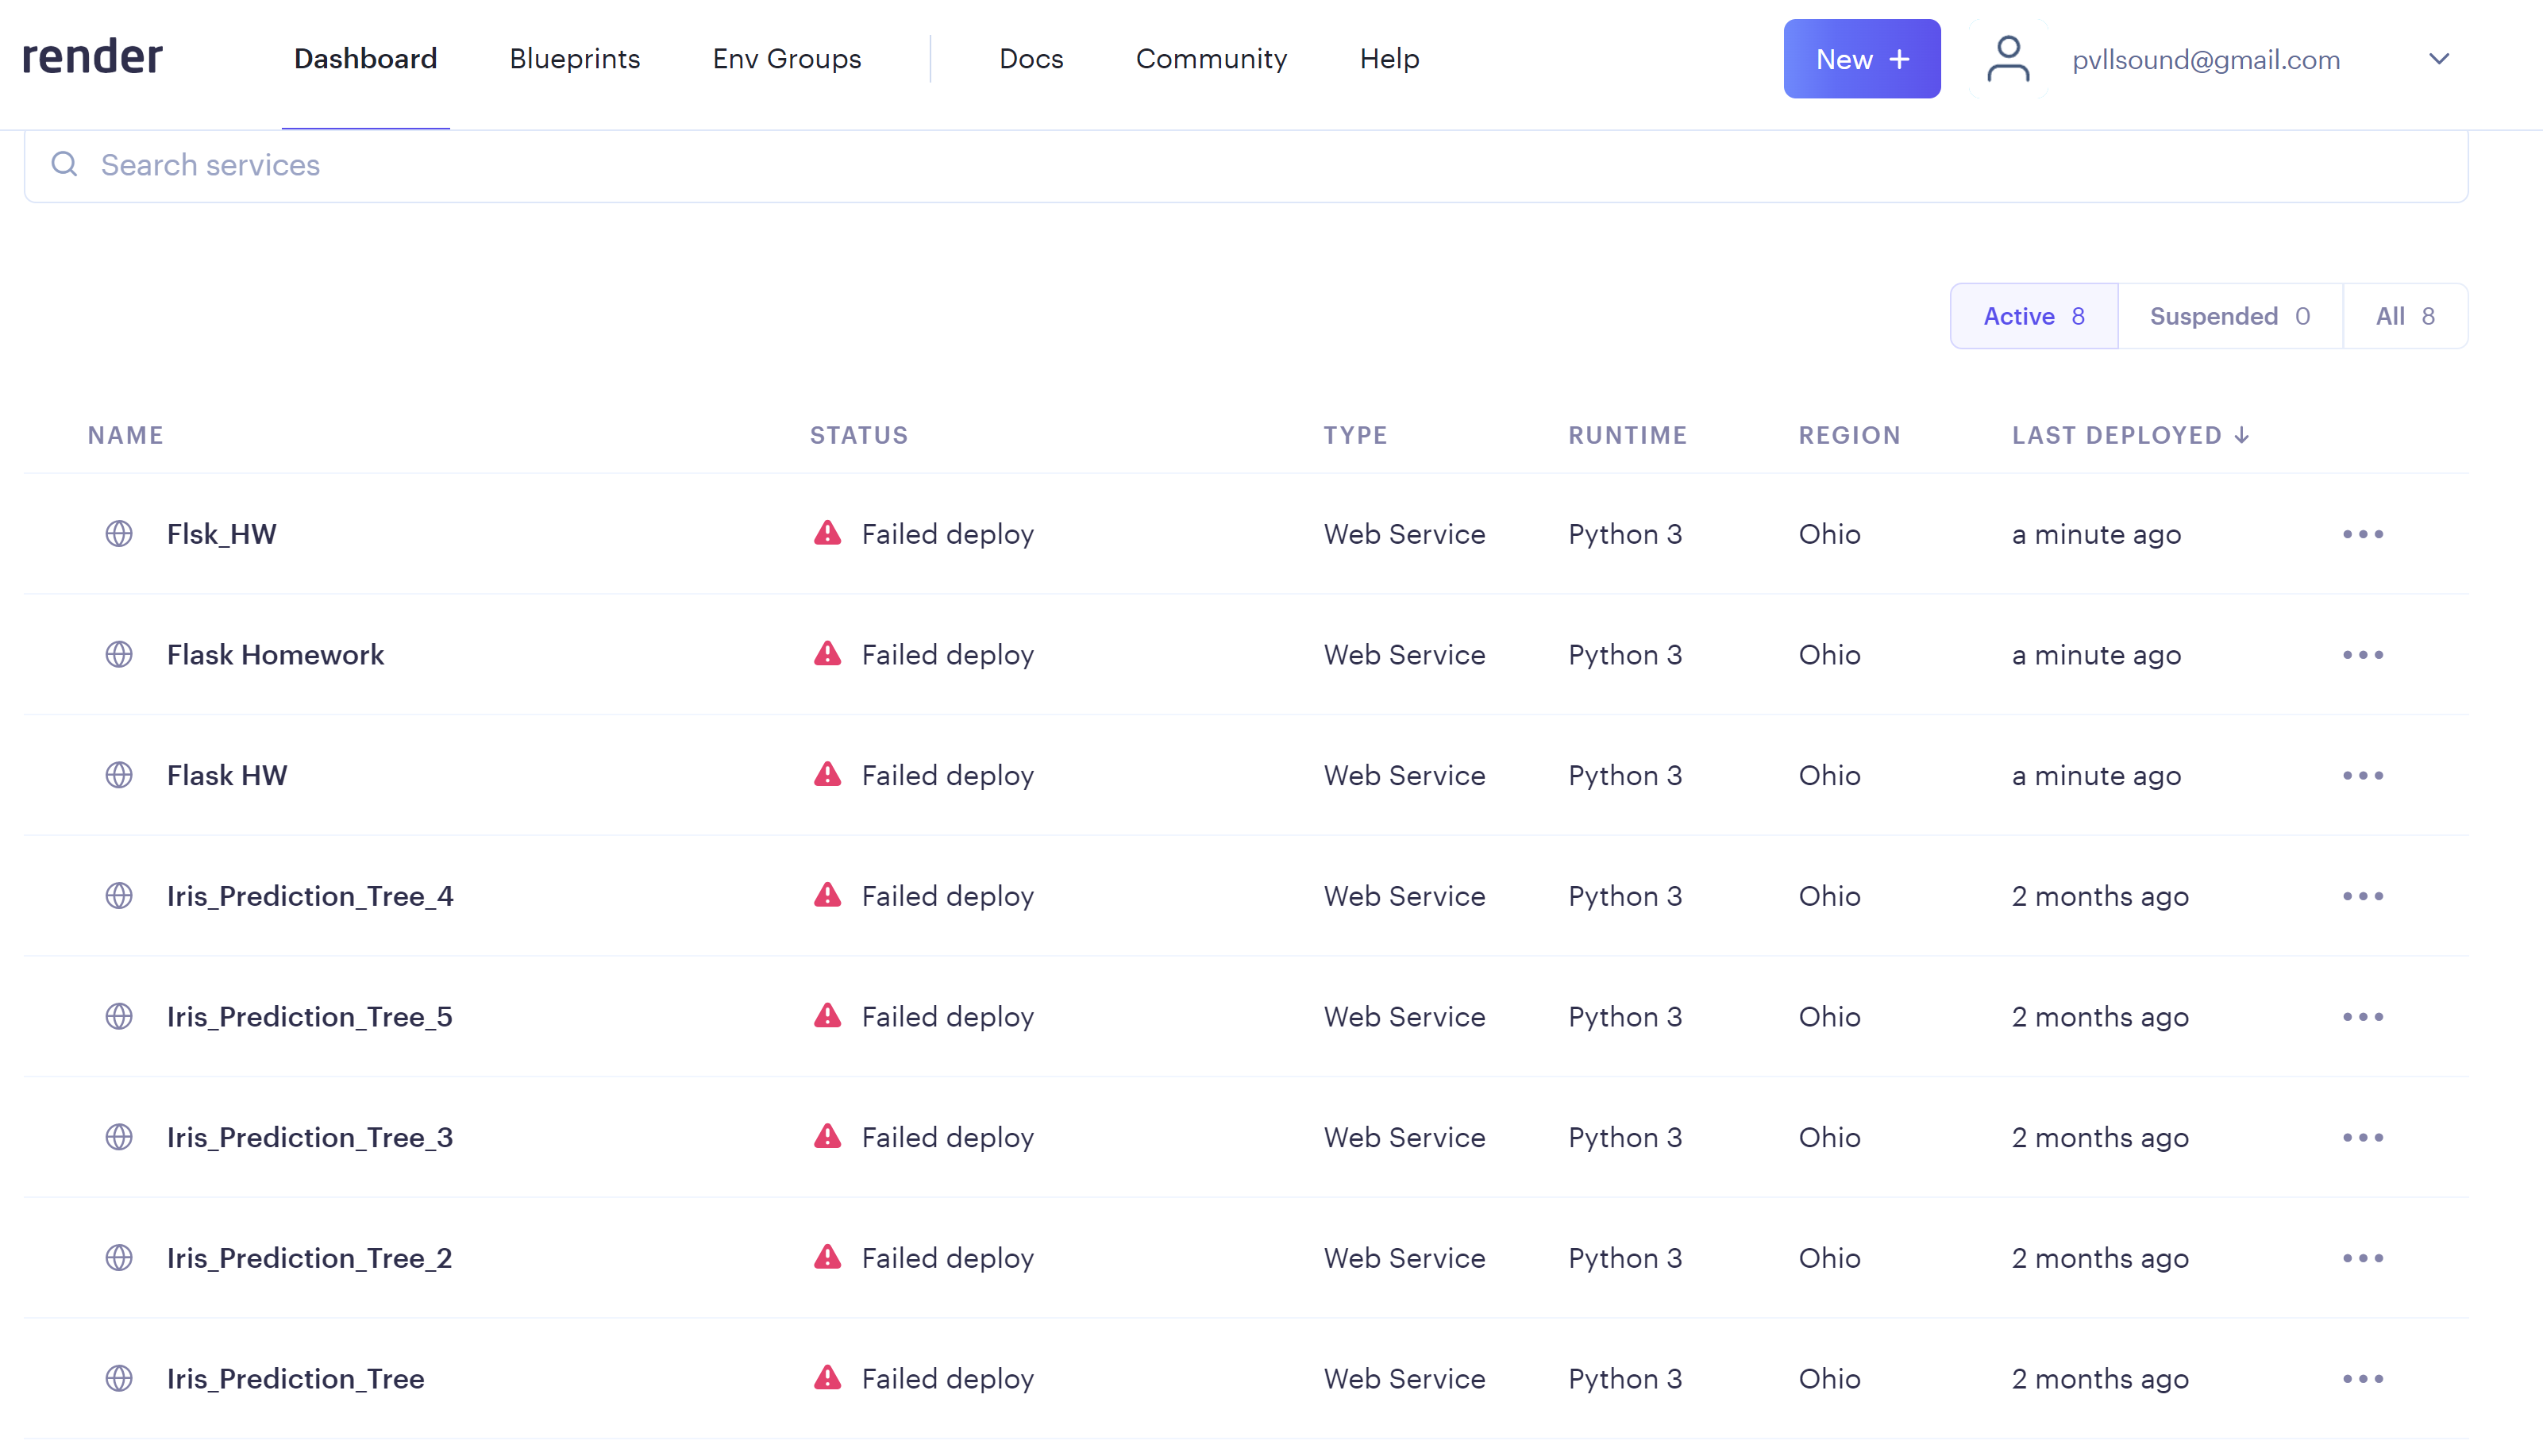 render Dashboard Blueprints Env Groups Docs Community Help New + pvllsound@gmail.com
Search services
Active 8 Suspended 0 All 8
NAME STATUS TYPE RUNTIME REGION LAST DEPLOYED ↓
Flsk_HW Failed deploy Web Service Python 3 Ohio a minute ago
Flask Homework Failed deploy Web Service Python 3 Ohio a minute ago
Flask HW Failed deploy Web Service Python 3 Ohio a minute ago
Iris_Prediction_Tree_4 Failed deploy Web Service Python 3 Ohio 2 months ago
Iris_Prediction_Tree_5 Failed deploy Web Service Python 3 Ohio 2 months ago
Iris_Prediction_Tree_3 Failed deploy Web Service Python 3 Ohio 2 months ago
Iris_Prediction_Tree_2 Failed deploy Web Service Python 3 Ohio 2 months ago
Iris_Prediction_Tree Failed deploy Web Service Python 3 Ohio 2 months ago